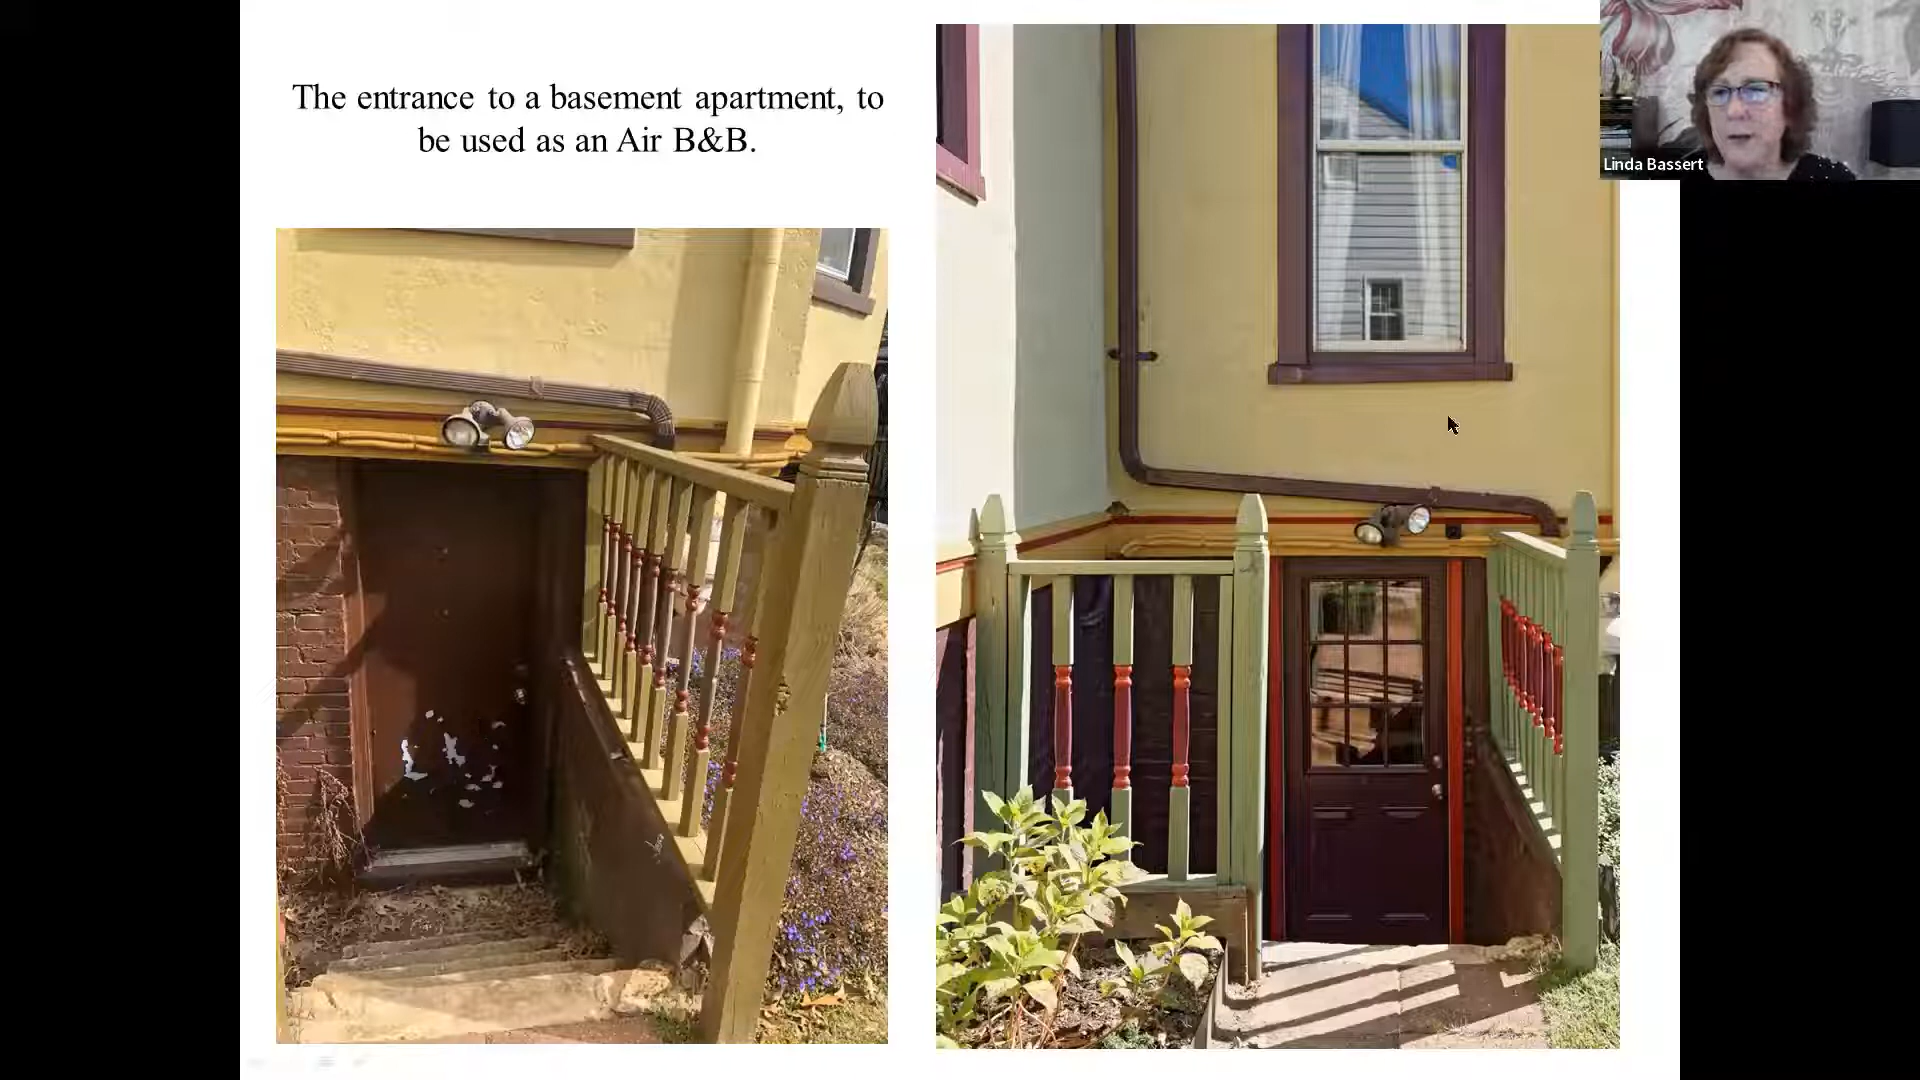 The entrance to a basement apartment, to
be used as an Air B&B.
Linda Bassert